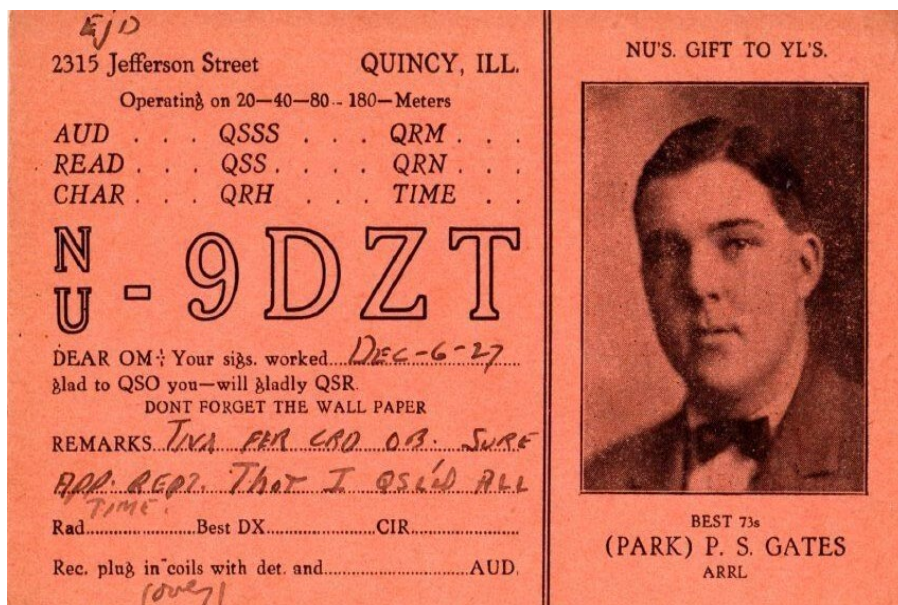 EJD
2315 Jefferson Street QUINCY, ILL.
Operating on 20—40—80--180—Meters
AUD . . . QSSS . . . QRM . . .
READ . . . QSS . . . QRN . . .
CHAR . . . QRH . . . TIME . .
NU-9DZT
DEAR OM: Your sigs. worked DEC-6-27
glad to QSO you—will gladly QSR.
DONT FORGET THE WALL PAPER
REMARKS TNX FER CRD OB. SURE
APP. REPT. THOT I QSL'D ALL
TIME.
Rad. Best DX CIR
Rec. plug in coils with det. and AUD.
(over)
NU'S. GIFT TO YL'S.
BEST 73s
(PARK) P. S. GATES
ARRL